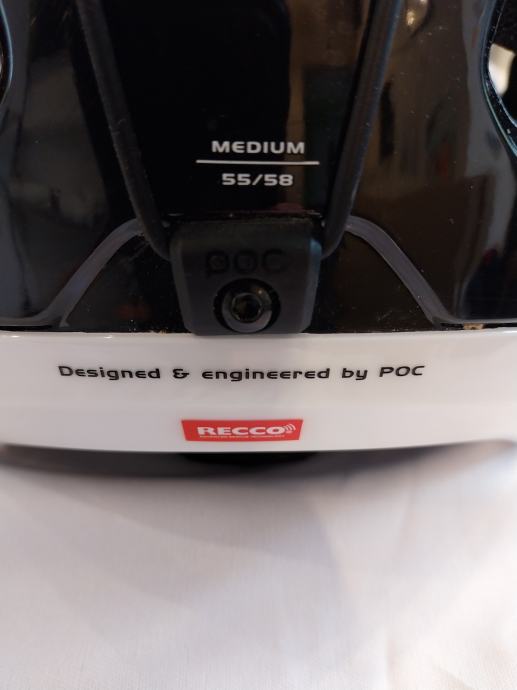 MEDIUM
55/58
poc
Designed & engineered by POC
RECCO